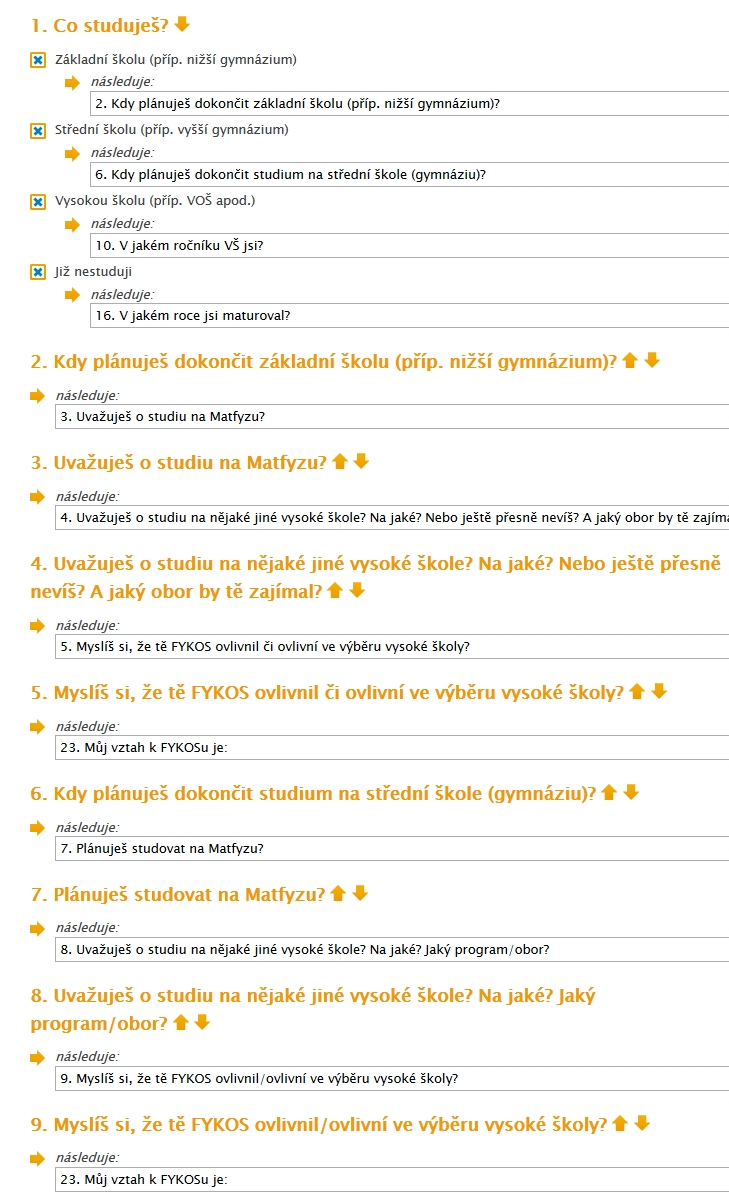 1. Co studuješ?
Základní školu (příp. nižší gymnázium)
následuje:
2. Kdy plánuješ dokončit základní školu (příp. nižší gymnázium)?
Střední školu (příp. vyšší gymnázium)
následuje:
6. Kdy plánuješ dokončit studium na střední škole (gymnáziu)?
Vysokou školu (příp. VOŠ apod.)
následuje:
10. V jakém ročníku VŠ jsi?
Již nestuduji
následuje:
16. V jakém roce jsi maturoval?
2. Kdy plánuješ dokončit základní školu (příp. nižší gymnázium)?
následuje:
3. Uvažuješ o studiu na Matfyzu?
3. Uvažuješ o studiu na Matfyzu?
následuje:
4. Uvažuješ o studiu na nějaké jiné vysoké škole? Na jaké? Nebo ještě přesně nevíš? A jaký obor by tě zajíma
4. Uvažuješ o studiu na nějaké jiné vysoké škole? Na jaké? Nebo ještě přesně
nevíš? A jaký obor by tě zajímal?
následuje:
5. Myslíš si, že tě FYKOS ovlivnil či ovlivní ve výběru vysoké školy?
5. Myslíš si, že tě FYKOS ovlivnil či ovlivní ve výběru vysoké školy?
následuje:
23. Můj vztah k FYKOSu je:
6. Kdy plánuješ dokončit studium na střední škole (gymnáziu)?
následuje:
7. Plánuješ studovat na Matfyzu?
7. Plánuješ studovat na Matfyzu?
následuje:
8. Uvažuješ o studiu na nějaké jiné vysoké škole? Na jaké? Jaký program/obor?
8. Uvažuješ o studiu na nějaké jiné vysoké škole? Na jaké? Jaký
program/obor?
následuje:
9. Myslíš si, že tě FYKOS ovlivnil/ovlivní ve výběru vysoké školy?
9. Myslíš si, že tě FYKOS ovlivnil/ovlivní ve výběru vysoké školy?
následuje:
23. Můj vztah k FYKOSu je: